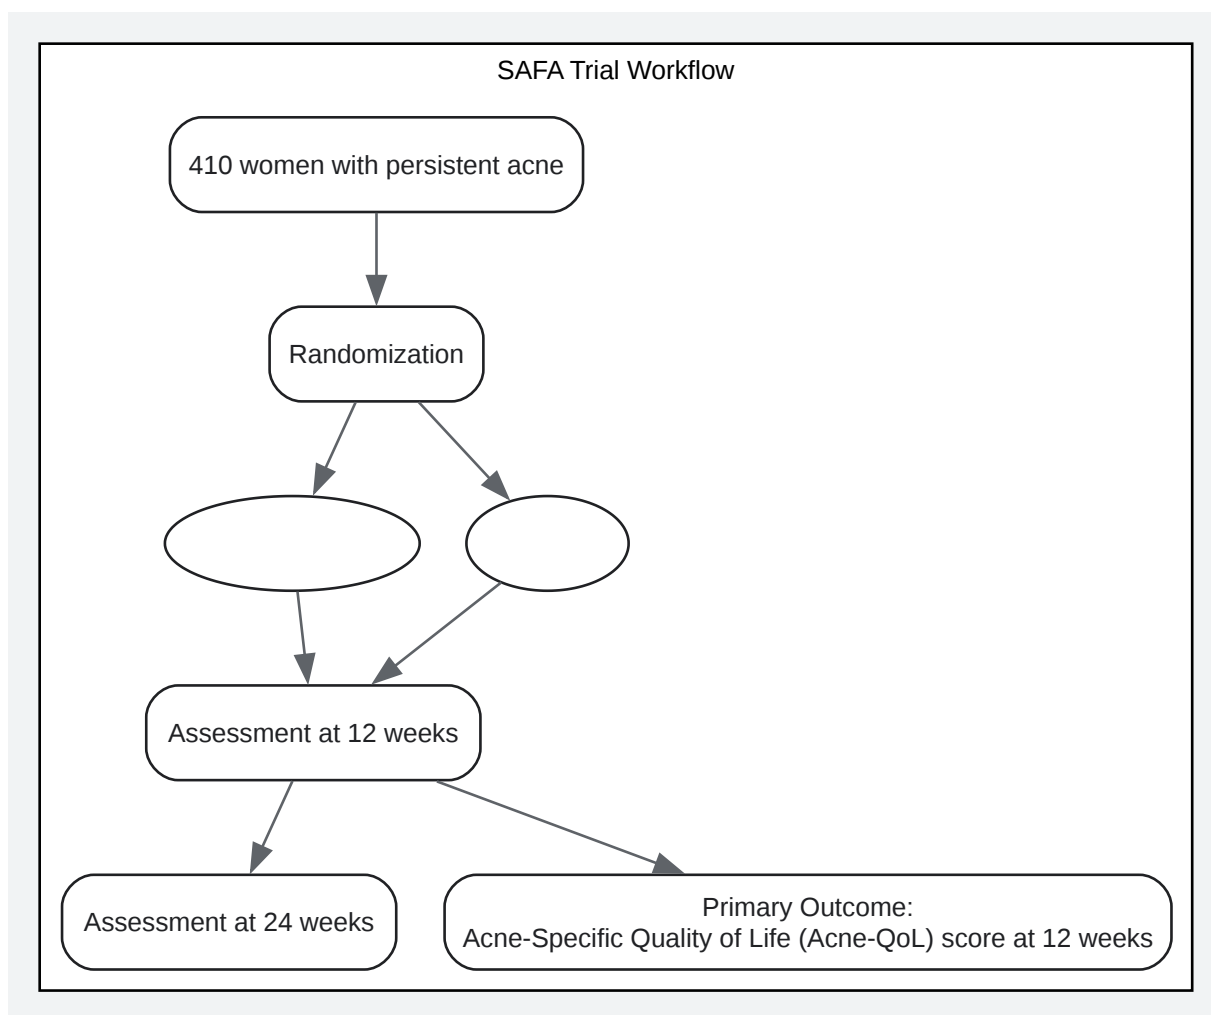 SAFA Trial Workflow
410 women with persistent acne
Randomization
Assessment at 12 weeks
Assessment at 24 weeks
Primary Outcome:
Acne-Specific Quality of Life (Acne-QoL) score at 12 weeks